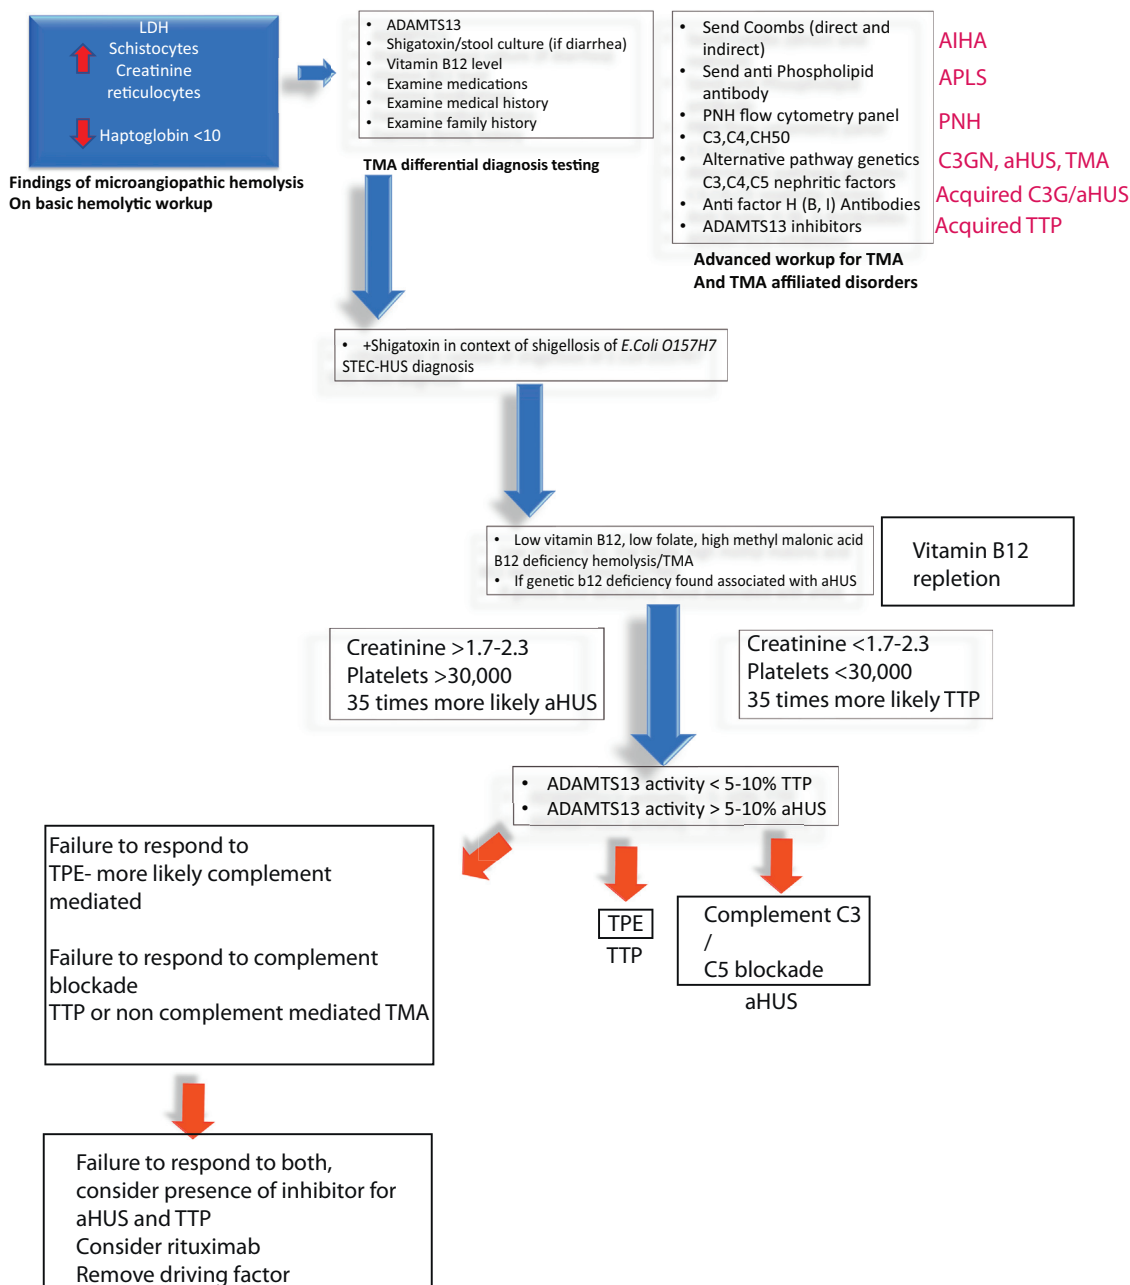 LDH
Schistocytes
Creatinine
reticulocytes
Haptoglobin <10
Findings of microangiopathic hemolysis
On basic hemolytic workup
• ADAMTS13
• Shigatoxin/stool culture (if diarrhea)
• Vitamin B12 level
• Examine medications
• Examine medical history
• Examine family history
TMA differential diagnosis testing
• Send Coombs (direct and
indirect)
• Send anti Phospholipid
antibody
• PNH flow cytometry panel
• C3,C4,CH50
• Alternative pathway genetics
C3,C4,C5 nephritic factors
• Anti factor H (B, I) Antibodies
• ADAMTS13 inhibitors
AIHA
APLS
PNH
C3GN, aHUS, TMA
Acquired C3G/aHUS
Acquired TTP
Advanced workup for TMA
And TMA affiliated disorders
• +Shigatoxin in context of shigellosis of E.Coli O157H7
STEC-HUS diagnosis
• Low vitamin B12, low folate, high methyl malonic acid
B12 deficiency hemolysis/TMA
• If genetic b12 deficiency found associated with aHUS
Vitamin B12
repletion
Creatinine >1.7-2.3
Platelets >30,000
35 times more likely aHUS
Creatinine <1.7-2.3
Platelets <30,000
35 times more likely TTP
• ADAMTS13 activity < 5-10% TTP
• ADAMTS13 activity > 5-10% aHUS
Failure to respond to
TPE- more likely complement
mediated
Failure to respond to complement
blockade
TTP or non complement mediated TMA
TPE
TTP
Complement C3
/
C5 blockade
aHUS
Failure to respond to both,
consider presence of inhibitor for
aHUS and TTP
Consider rituximab
Remove driving factor